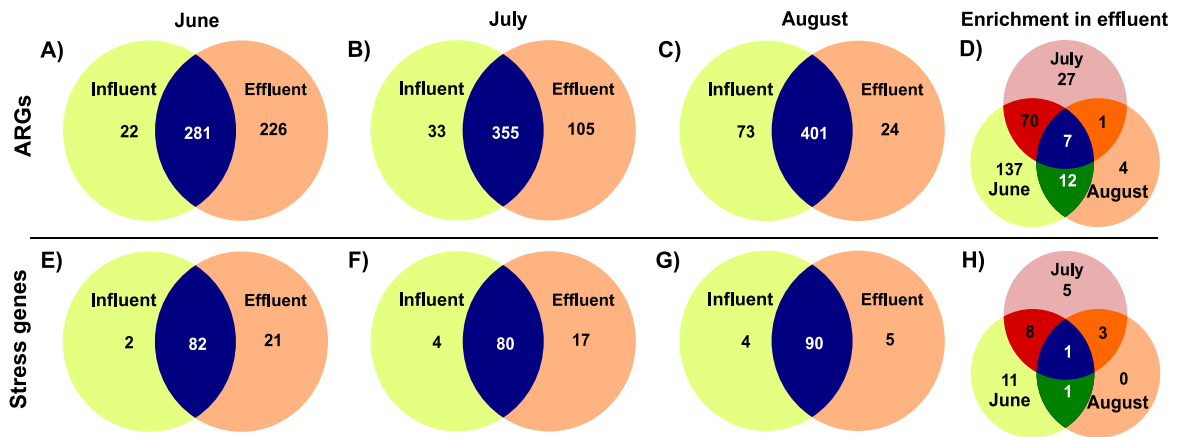 June
July
August
Enrichment in effluent
ARGs
A)
Influent
Effluent
22
281
226
B)
Influent
Effluent
33
355
105
C)
Influent
Effluent
73
401
24
D)
July
27
70
1
7
137
June
12
4
August
Stress genes
E)
Influent
Effluent
2
82
21
F)
Influent
Effluent
4
80
17
G)
Influent
Effluent
4
90
5
H)
July
5
8
3
1
11
June
1
0
August